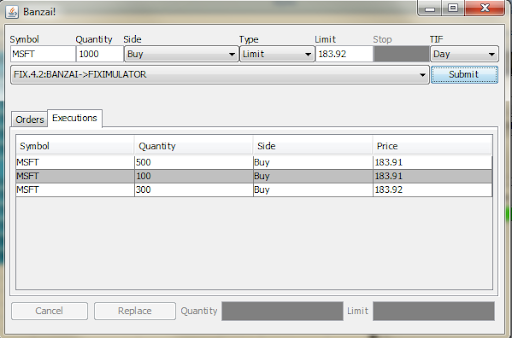 Banzai!
Symbol Quantity Side Type Limit Stop TIF
MSFT 1000 Buy Limit 183.92 Day
FIX.4.2:BANZAI->FIXIMULATOR Submit
Orders Executions
Symbol Quantity Side Price
MSFT 500 Buy 183.91
MSFT 100 Buy 183.91
MSFT 300 Buy 183.92
Cancel Replace Quantity Limit